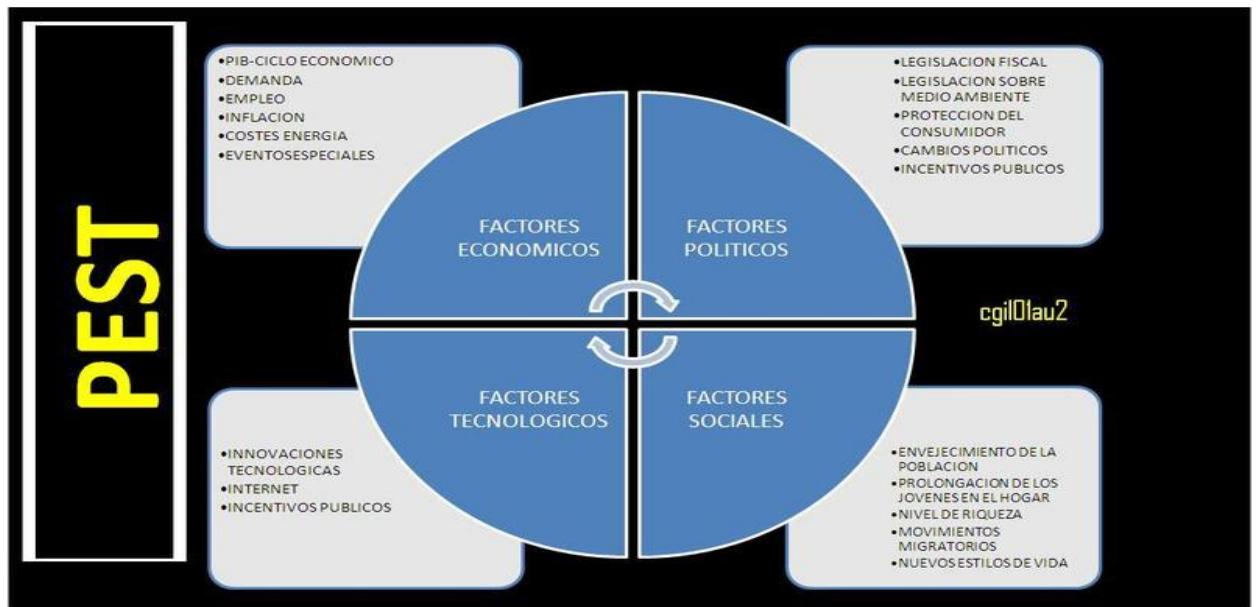 PEST
•PIB-CICLO ECONOMICO
•DEMANDA
•EMPLEO
•INFLACION
•COSTES ENERGIA
•EVENTOSESPECIALES
•LEGISLACION FISCAL
•LEGISLACION SOBRE
MEDIO AMBIENTE
•PROTECCION DEL
CONSUMIDOR
•CAMBIOS POLITICOS
•INCENTIVOS PUBLICOS
FACTORES
ECONOMICOS
FACTORES
POLITICOS
cgil01au2
FACTORES
TECNOLOGICOS
FACTORES
SOCIALES
•INNOVACIONES
TECNOLOGICAS
•INTERNET
•INCENTIVOS PUBLICOS
•ENVEJECIMIENTO DE LA
POBLACION
•PROLONGACION DE LOS
JOVENES EN EL HOGAR
•NIVEL DE RIQUEZA
•MOVIMIENTOS
MIGRATORIOS
•NUEVOS ESTILOS DE VIDA